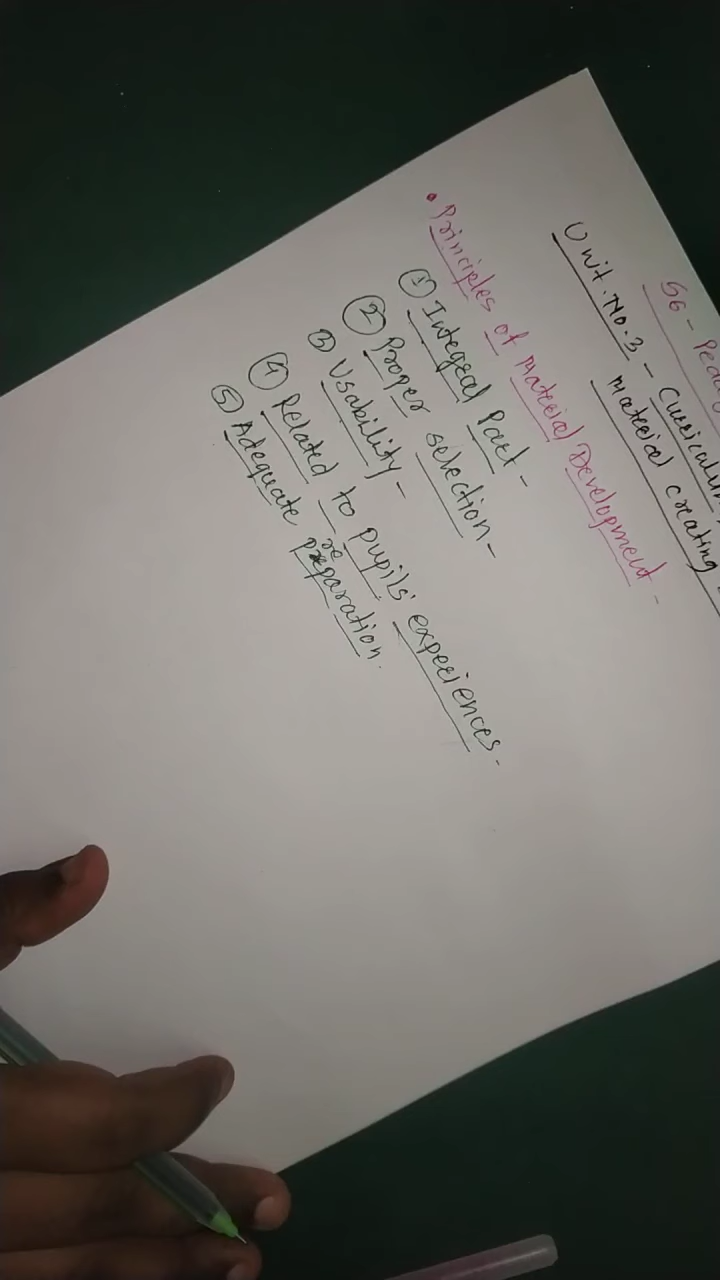 56 -
Unit. No. 3 - Curriculum
material creating
• Principles of Material Development -
① Integral Part -
② Proper selection -
③ Usability -
④ Related to pupils' experiences -
⑤ Adequate preparation.